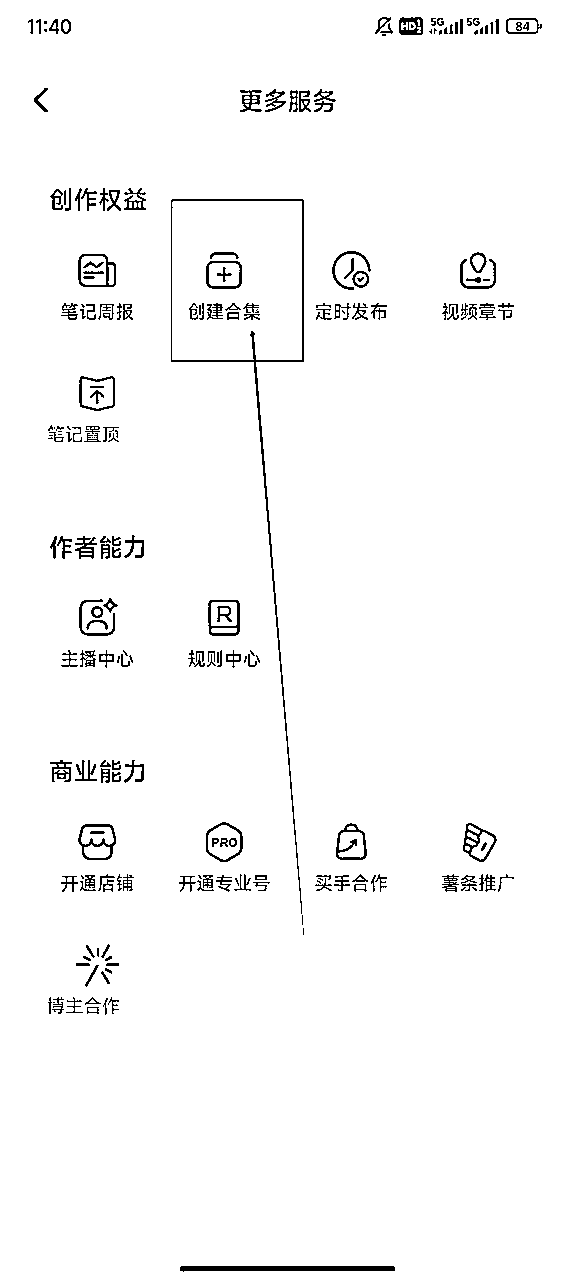 11:40 HD2 5G 5G 84
更多服务
创作权益
笔记周报 创建合集 定时发布 视频章节
笔记置顶
作者能力
R
主播中心 规则中心
商业能力
PRO
开通店铺 开通专业号 买手合作 薯条推广
博主合作